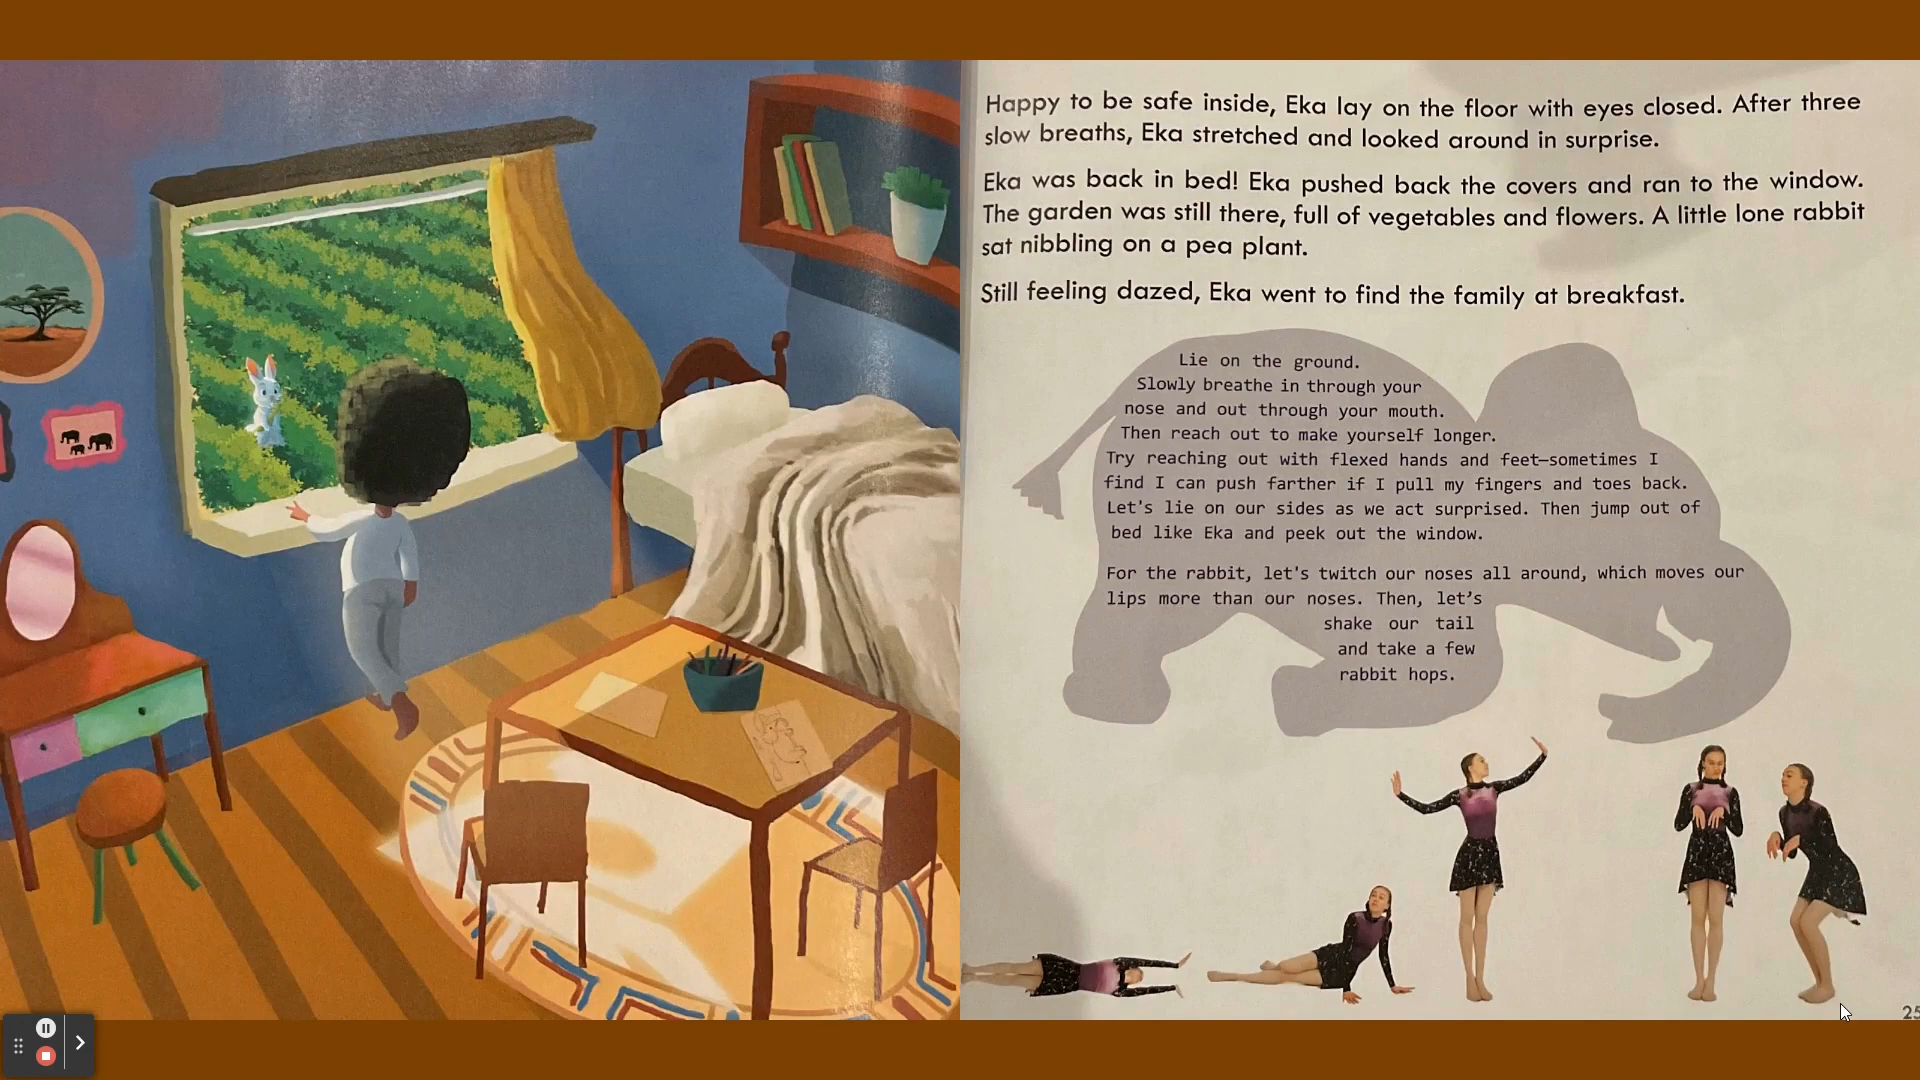 Happy to be safe inside, Eka lay on the floor with eyes closed. After three
slow breaths, Eka stretched and looked around in surprise.
Eka was back in bed! Eka pushed back the covers and ran to the window.
The garden was still there, full of vegetables and flowers. A little lone rabbit
sat nibbling on a pea plant.
Still feeling dazed, Eka went to find the family at breakfast.
Lie on the ground.
Slowly breathe in through your
nose and out through your mouth.
Then reach out to make yourself longer.
Try reaching out with flexed hands and feet—sometimes I
find I can push farther if I pull my fingers and toes back.
Let's lie on our sides as we act surprised. Then jump out of
bed like Eka and peek out the window.
For the rabbit, let's twitch our noses all around, which moves our
lips more than our noses. Then, let's
shake our tail
and take a few
rabbit hops.
25